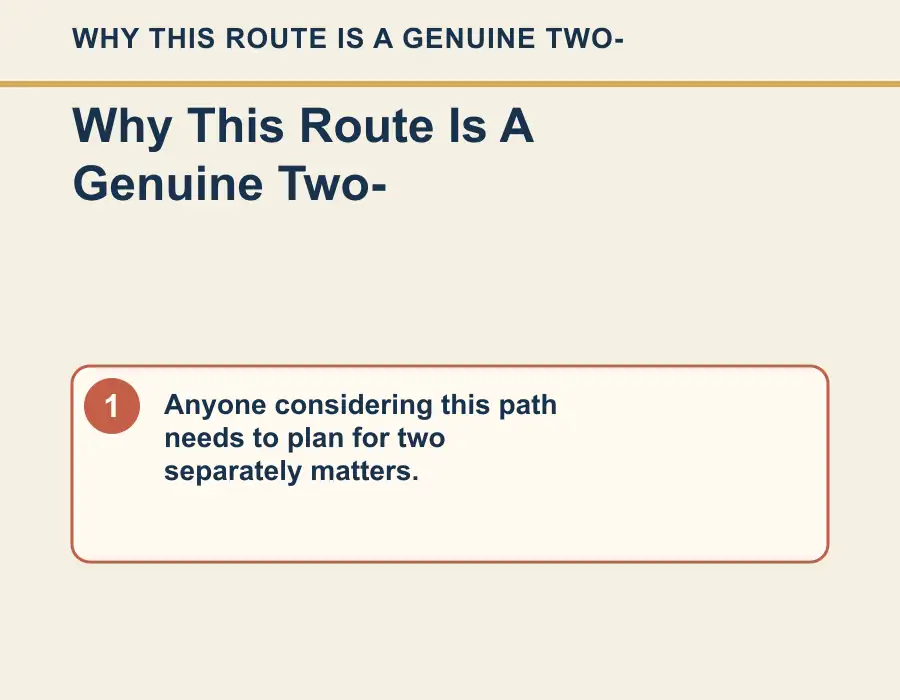 WHY THIS ROUTE IS A GENUINE TWO-
Why This Route Is A
Genuine Two-
1
Anyone considering this path
needs to plan for two
separately matters.